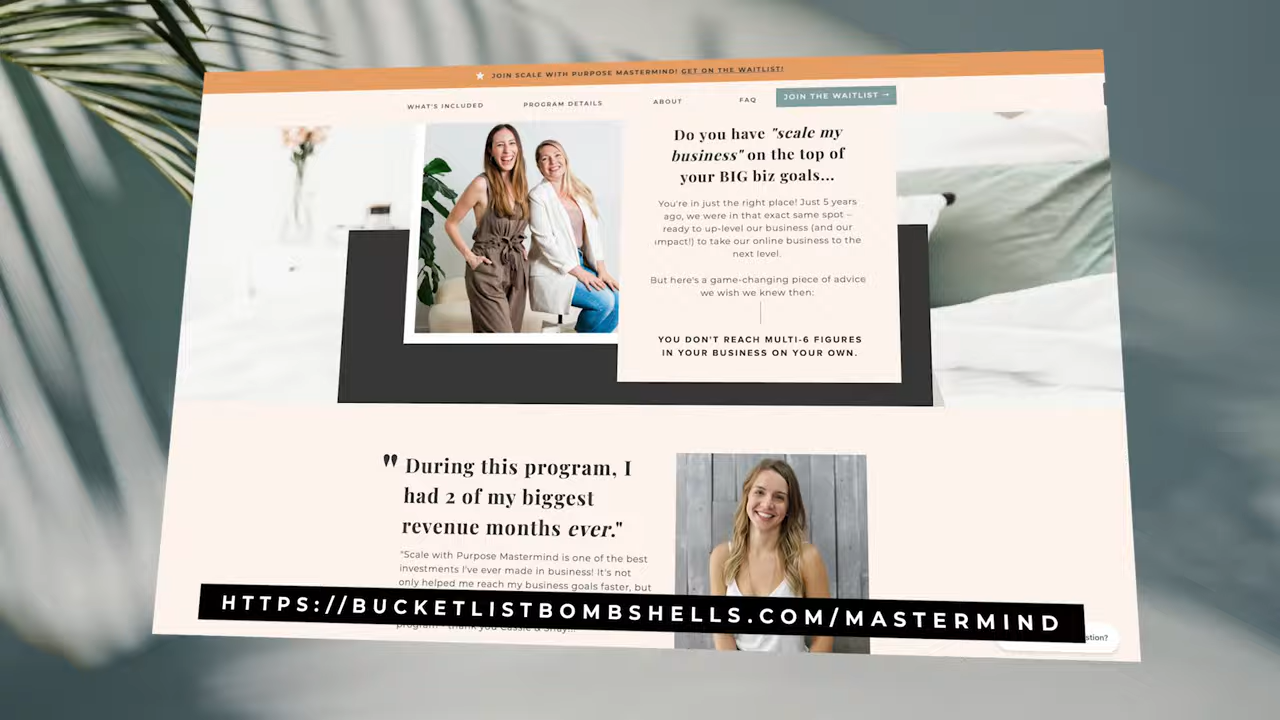 JOIN SCALE WITH PURPOSE MASTERMIND! GET ON THE WAITLIST!
WHAT'S INCLUDED PROGRAM DETAILS ABOUT FAQ JOIN THE WAITLIST →
Do you have "scale my
business" on the top of
your BIG biz goals...
You're in just the right place! Just 5 years
ago, we were in that exact same spot –
ready to up-level our business (and our
impact!) to take our online business to the
next level.
But here's a game-changing piece of advice
we wish we knew then:
YOU DON'T REACH MULTI-6 FIGURES
IN YOUR BUSINESS ON YOUR OWN.
"During this program, I
had 2 of my biggest
revenue months ever."
"Scale with Purpose Mastermind is one of the best
investments I've ever made in business! It's not
only helped me reach my business goals faster, but
HTTPS://BUCKETLISTBOMBSHELLS.COM/MASTERMIND